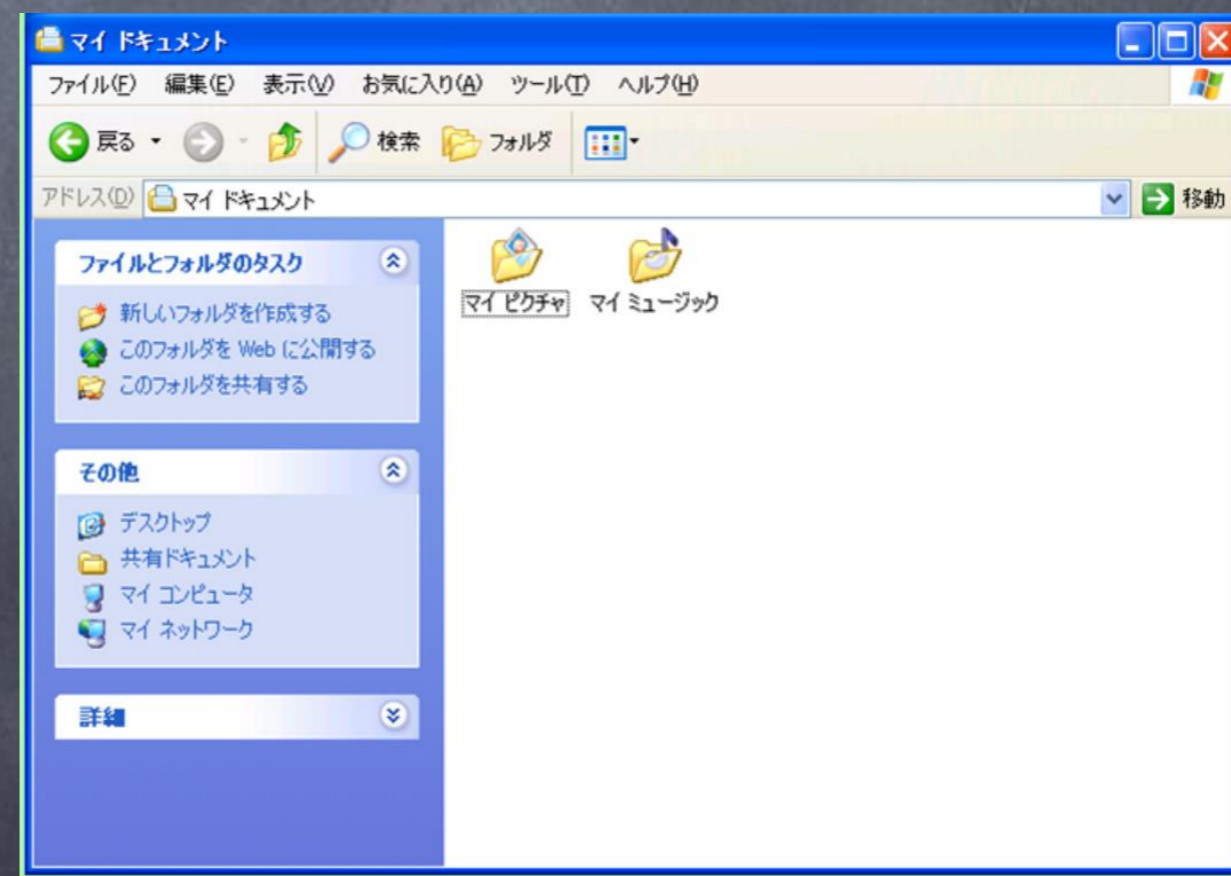 マイ ドキュメント
ファイル(F) 編集(E) 表示(V) お気に入り(A) ツール(T) ヘルプ(H)
戻る 検索 フォルダ
アドレス(D) マイ ドキュメント 移動
ファイルとフォルダのタスク
新しいフォルダを作成する
このフォルダを Web に公開する
このフォルダを共有する
その他
デスクトップ
共有ドキュメント
マイ コンピュータ
マイ ネットワーク
詳細
マイ ピクチャ マイ ミュージック